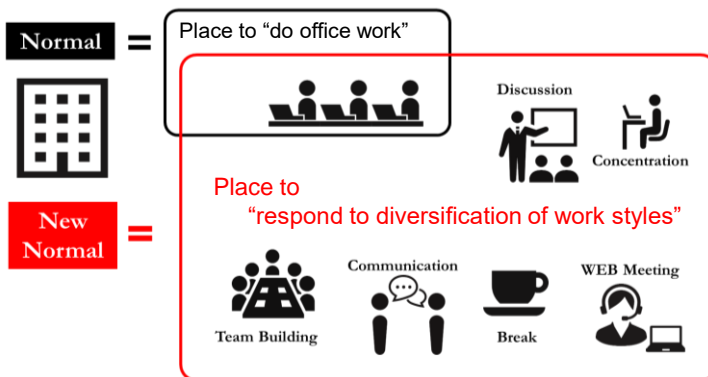 Normal
=
Place to “do office work”
Discussion
Concentration
Place to
“respond to diversification of work styles”
New
Normal
=
Team Building
Communication
Break
WEB Meeting